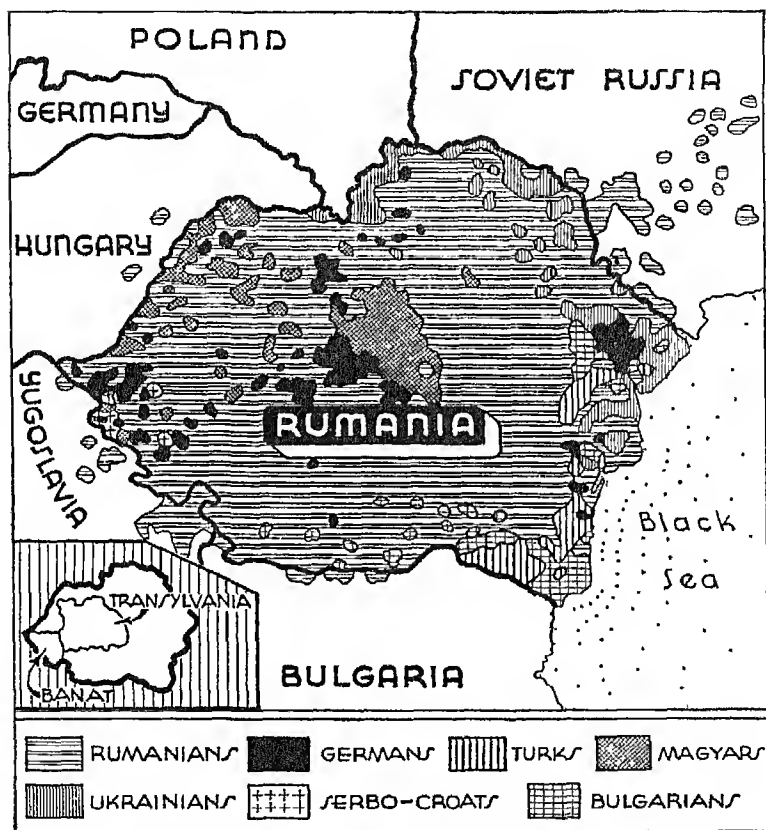 POLAND
SOVIET RUSSIA
GERMANY
HUNGARY
YUGOSLAVIA
RUMANIA
Black
Sea
TRANSYLVANIA
BANAT
BULGARIA
RUMANIANS GERMANS TURKS MAGYARS
UKRAINIANS SERBO-CROATS BULGARIANS